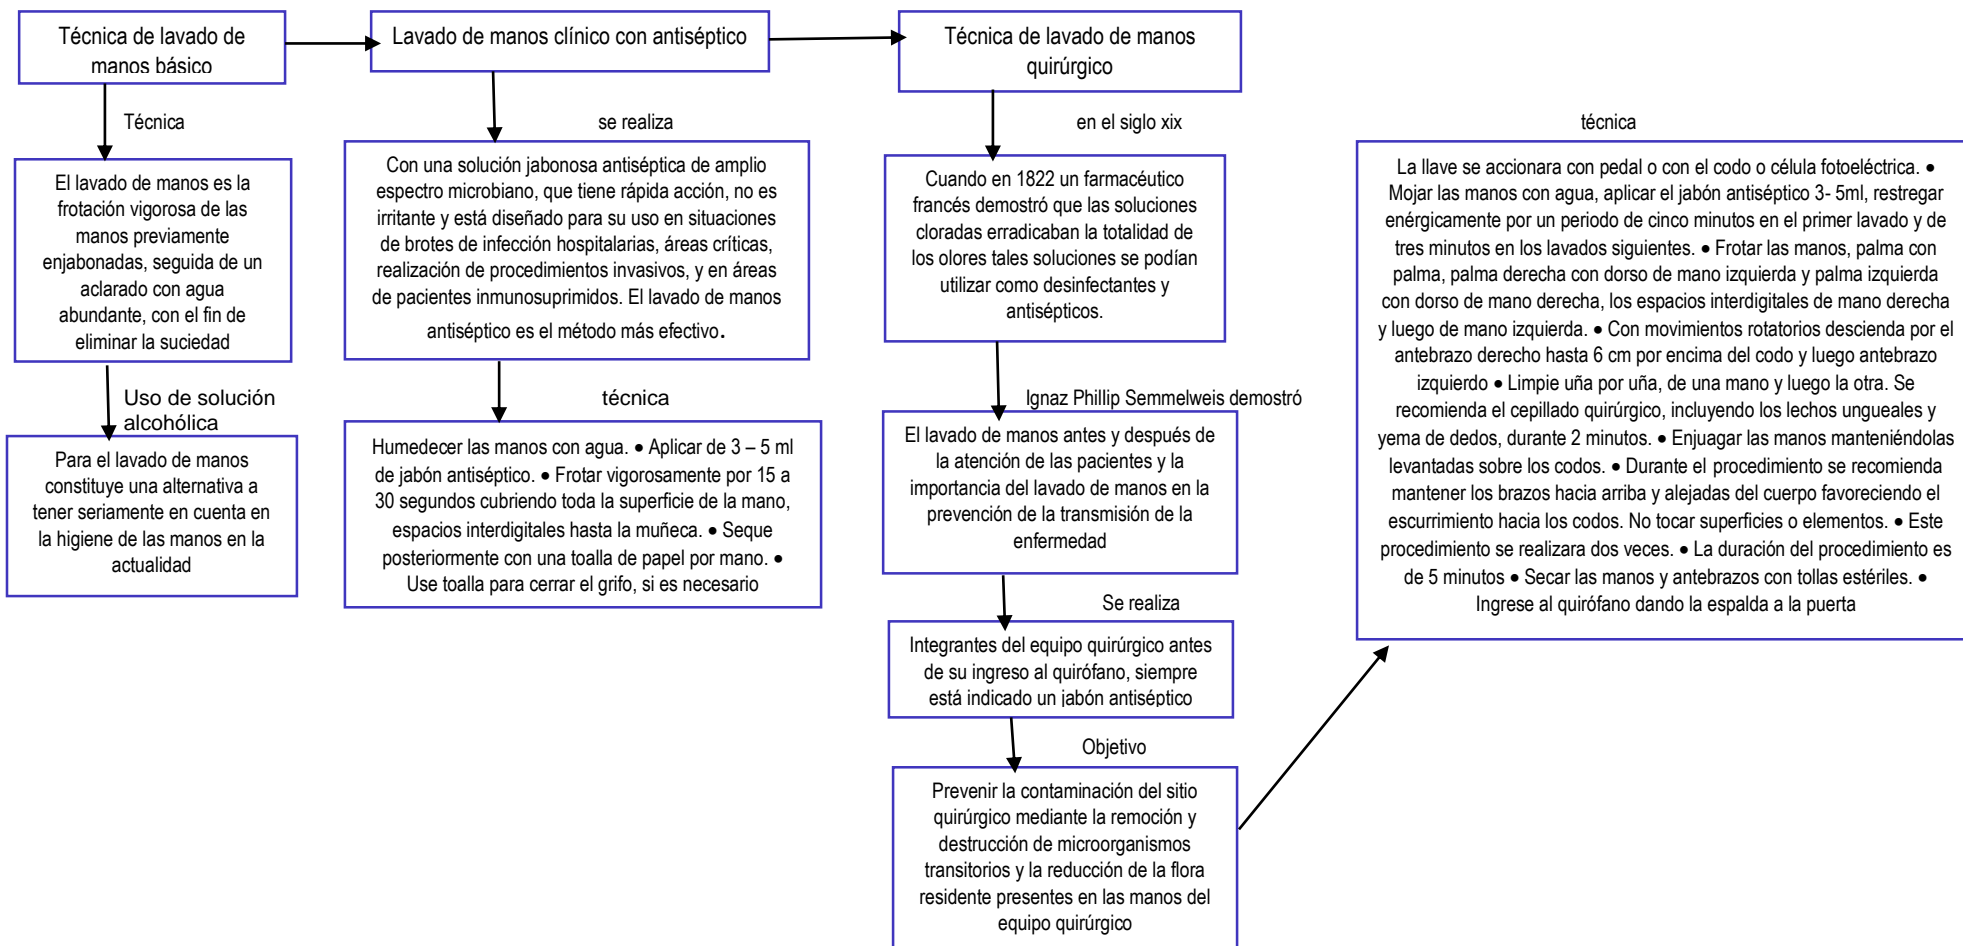 Técnica de lavado de
manos básico
Lavado de manos clínico con antiséptico
Técnica de lavado de manos
quirúrgico
Técnica
El lavado de manos es la
frotación vigorosa de las
manos previamente
enjabonadas, seguida de un
aclarado con agua
abundante, con el fin de
eliminar la suciedad
Uso de solución
alcohólica
Para el lavado de manos
constituye una alternativa a
tener seriamente en cuenta en
la higiene de las manos en la
actualidad
se realiza
Con una solución jabonosa antiséptica de amplio
espectro microbiano, que tiene rápida acción, no es
irritante y está diseñado para su uso en situaciones
de brotes de infección hospitalarias, áreas críticas,
realización de procedimientos invasivos, y en áreas
de pacientes inmunosuprimidos. El lavado de manos
antiséptico es el método más efectivo.
técnica
Humedecer las manos con agua. • Aplicar de 3 – 5 ml
de jabón antiséptico. • Frotar vigorosamente por 15 a
30 segundos cubriendo toda la superficie de la mano,
espacios interdigitales hasta la muñeca. • Seque
posteriormente con una toalla de papel por mano. •
Use toalla para cerrar el grifo, si es necesario
en el siglo xix
Cuando en 1822 un farmacéutico
francés demostró que las soluciones
cloradas erradicaban la totalidad de
los olores tales soluciones se podían
utilizar como desinfectantes y
antisépticos.
Ignaz Phillip Semmelweis demostró
El lavado de manos antes y después de
la atención de las pacientes y la
importancia del lavado de manos en la
prevención de la transmisión de la
enfermedad
Se realiza
Integrantes del equipo quirúrgico antes
de su ingreso al quirófano, siempre
está indicado un jabón antiséptico
Objetivo
Prevenir la contaminación del sitio
quirúrgico mediante la remoción y
destrucción de microorganismos
transitorios y la reducción de la flora
residente presentes en las manos del
equipo quirúrgico
técnica
La llave se accionara con pedal o con el codo o célula fotoeléctrica. •
Mojar las manos con agua, aplicar el jabón antiséptico 3- 5ml, restregar
enérgicamente por un periodo de cinco minutos en el primer lavado y de
tres minutos en los lavados siguientes. • Frotar las manos, palma con
palma, palma derecha con dorso de mano izquierda y palma izquierda
con dorso de mano derecha, los espacios interdigitales de mano derecha
y luego de mano izquierda. • Con movimientos rotatorios descienda por el
antebrazo derecho hasta 6 cm por encima del codo y luego antebrazo
izquierdo • Limpie uña por uña, de una mano y luego la otra. Se
recomienda el cepillado quirúrgico, incluyendo los lechos ungueales y
yema de dedos, durante 2 minutos. • Enjuagar las manos manteniéndolas
levantadas sobre los codos. • Durante el procedimiento se recomienda
mantener los brazos hacia arriba y alejadas del cuerpo favoreciendo el
escurrimiento hacia los codos. No tocar superficies o elementos. • Este
procedimiento se realizara dos veces. • La duración del procedimiento es
de 5 minutos • Secar las manos y antebrazos con tollas estériles. •
Ingrese al quirófano dando la espalda a la puerta